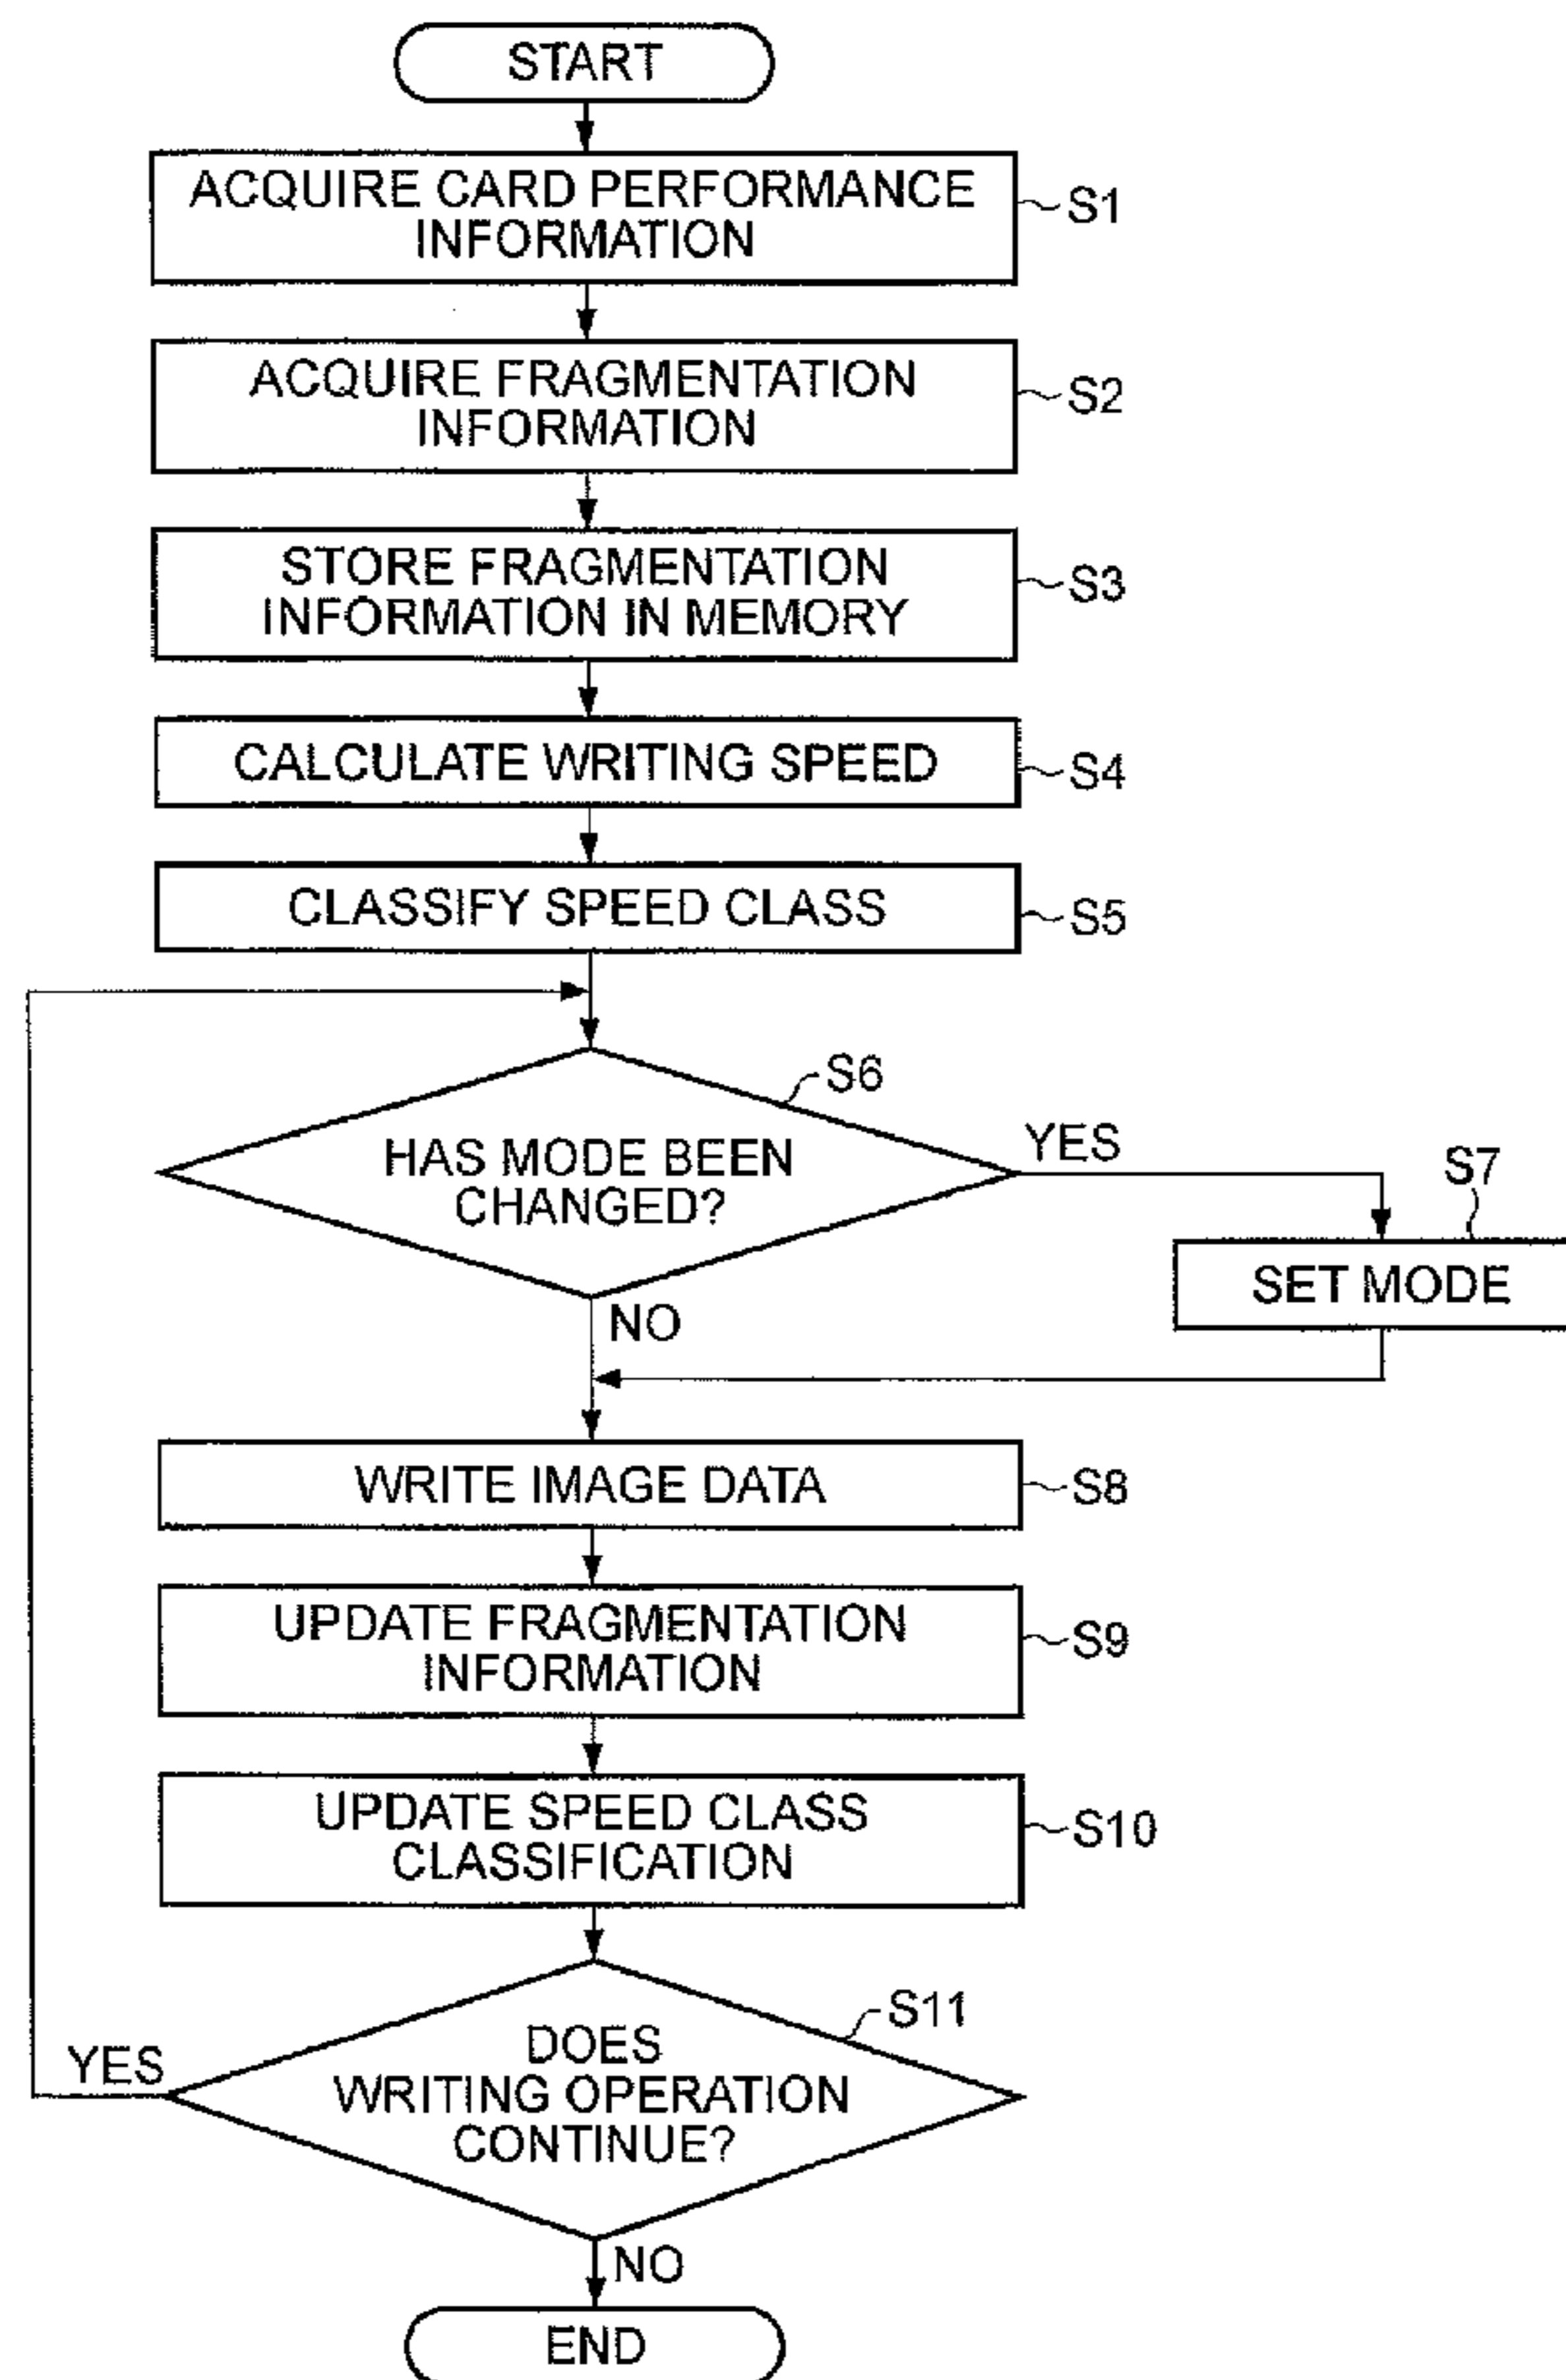 START
ACQUIRE CARD PERFORMANCE
INFORMATION
S1
ACQUIRE FRAGMENTATION
INFORMATION
S2
STORE FRAGMENTATION
INFORMATION IN MEMORY
S3
CALCULATE WRITING SPEED
S4
CLASSIFY SPEED CLASS
S5
S6
HAS MODE BEEN
CHANGED?
YES
S7
SET MODE
NO
WRITE IMAGE DATA
S8
UPDATE FRAGMENTATION
INFORMATION
S9
UPDATE SPEED CLASS
CLASSIFICATION
S10
S11
DOES
WRITING OPERATION
CONTINUE?
YES
NO
END